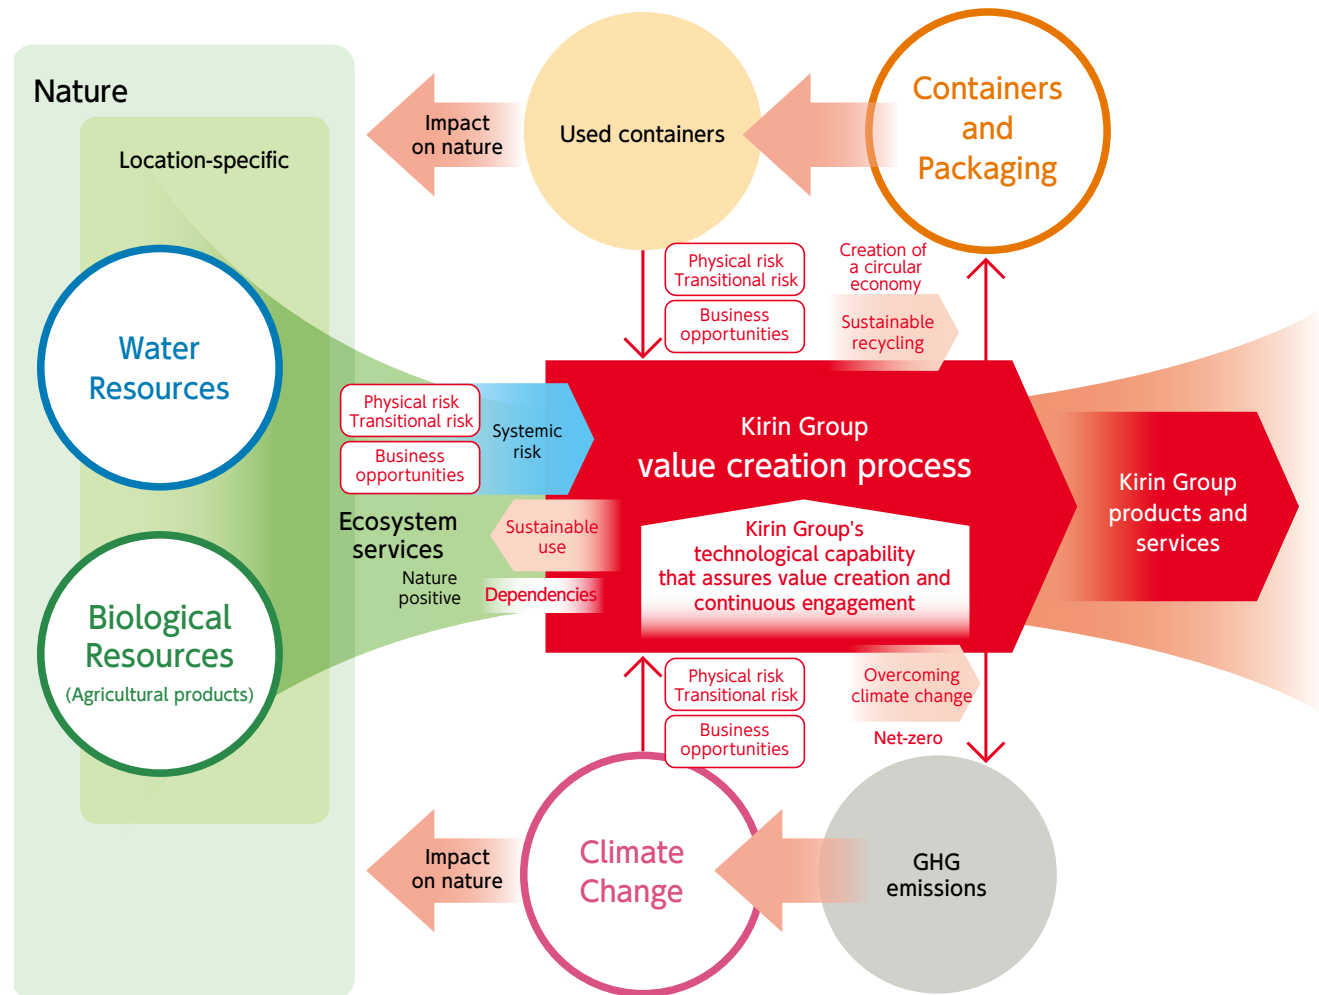 Nature
Location-specific
Water
Resources
Biological
Resources
(Agricultural products)
Impact
on nature
Used containers
Containers
and
Packaging
Physical risk
Transitional risk
Business
opportunities
Creation of
a circular
economy
Sustainable
recycling
Physical risk
Transitional risk
Business
opportunities
Systemic
risk
Ecosystem
services
Nature
positive
Sustainable
use
Dependencies
Kirin Group
value creation process
Kirin Group's
technological capability
that assures value creation and
continuous engagement
Kirin Group
products and
services
Physical risk
Transitional risk
Business
opportunities
Overcoming
climate change
Net-zero
Impact
on nature
Climate
Change
GHG
emissions